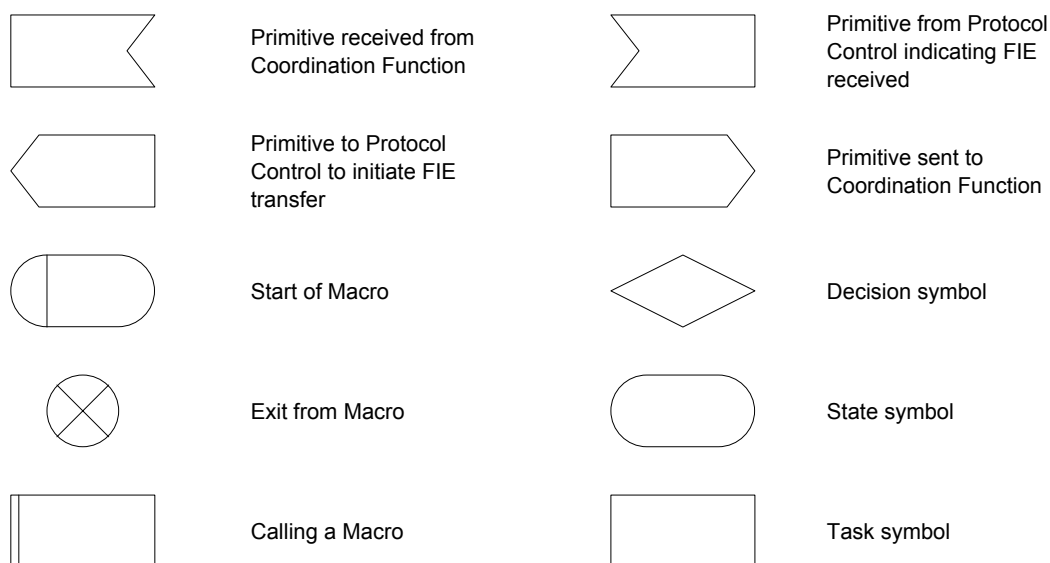 Primitive received from
Coordination Function
Primitive from Protocol
Control indicating FIE
received
Primitive to Protocol
Control to initiate FIE
transfer
Primitive sent to
Coordination Function
Start of Macro
Decision symbol
Exit from Macro
State symbol
Calling a Macro
Task symbol